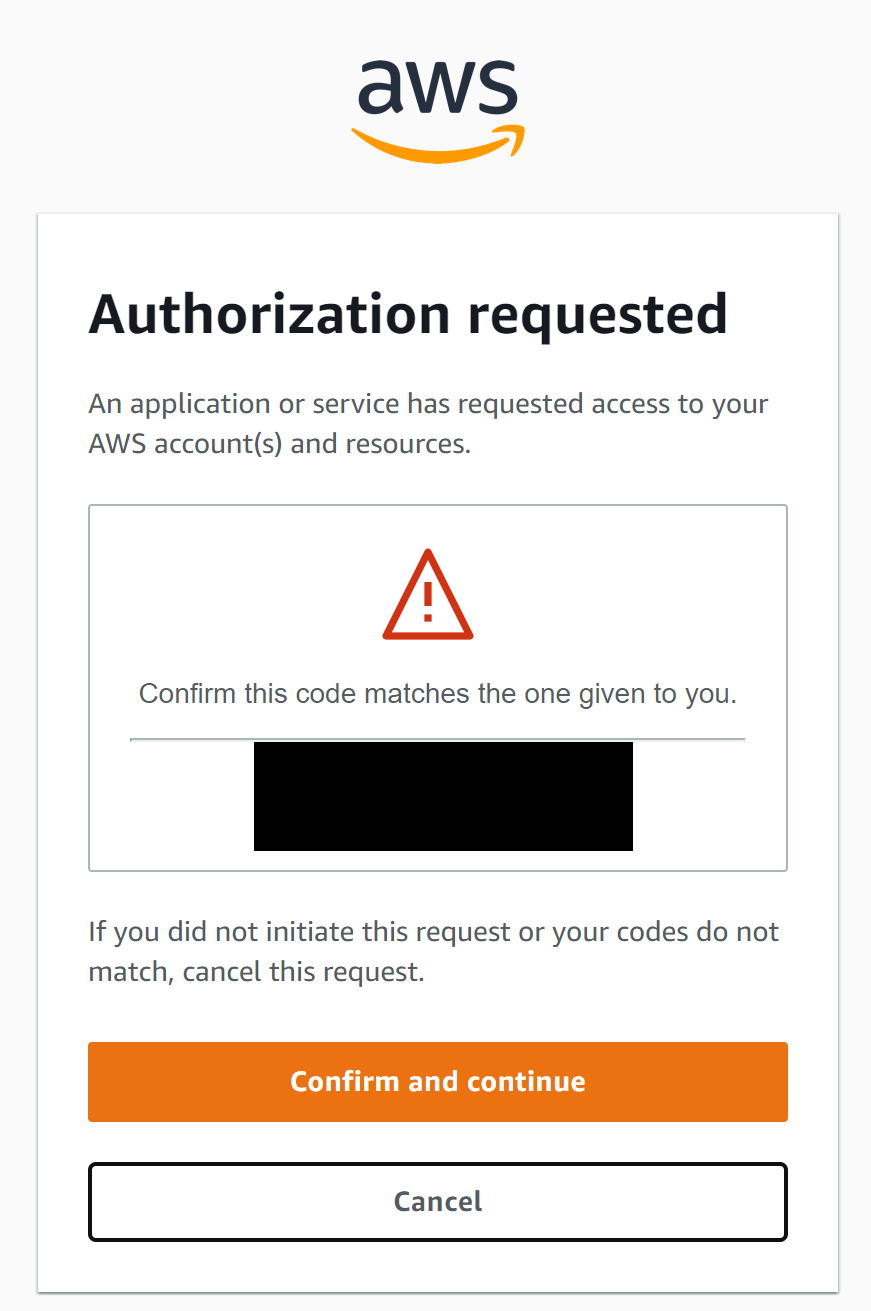 aws
Authorization requested
An application or service has requested access to your
AWS account(s) and resources.
Confirm this code matches the one given to you.
If you did not initiate this request or your codes do not
match, cancel this request.
Confirm and continue
Cancel